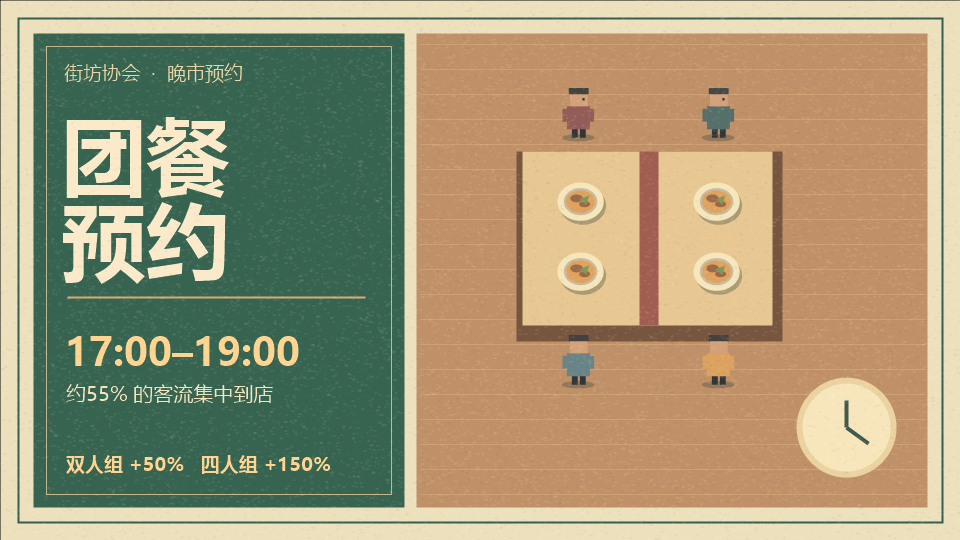 街坊协会 · 晚市预约
团餐
预约
17:00–19:00
约55% 的客流集中到店
双人组 +50% 四人组 +150%